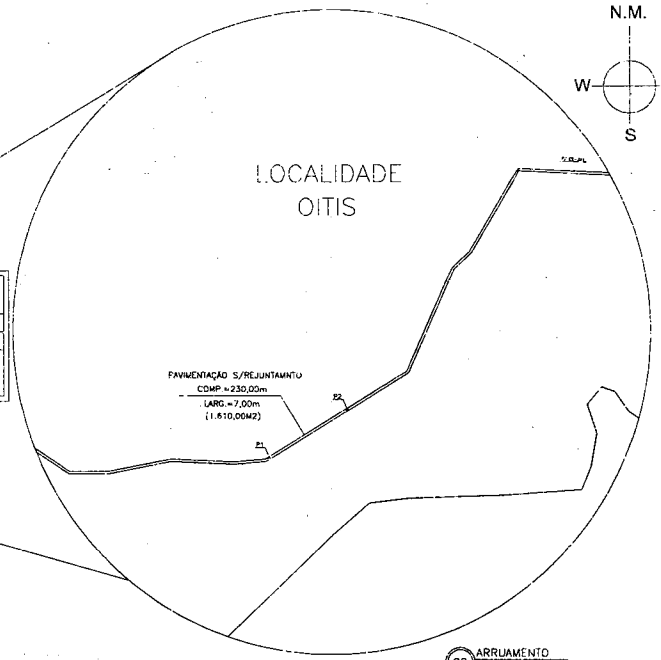 N.M.
W
S
LOCALIDADE
OITIS
PAVIMENTAÇÃO S/REJUNTAMNTO
COMP.=230,00m
LARG.=7,00m
(1.610,00M2)
P2
P1
ARRUAMENTO